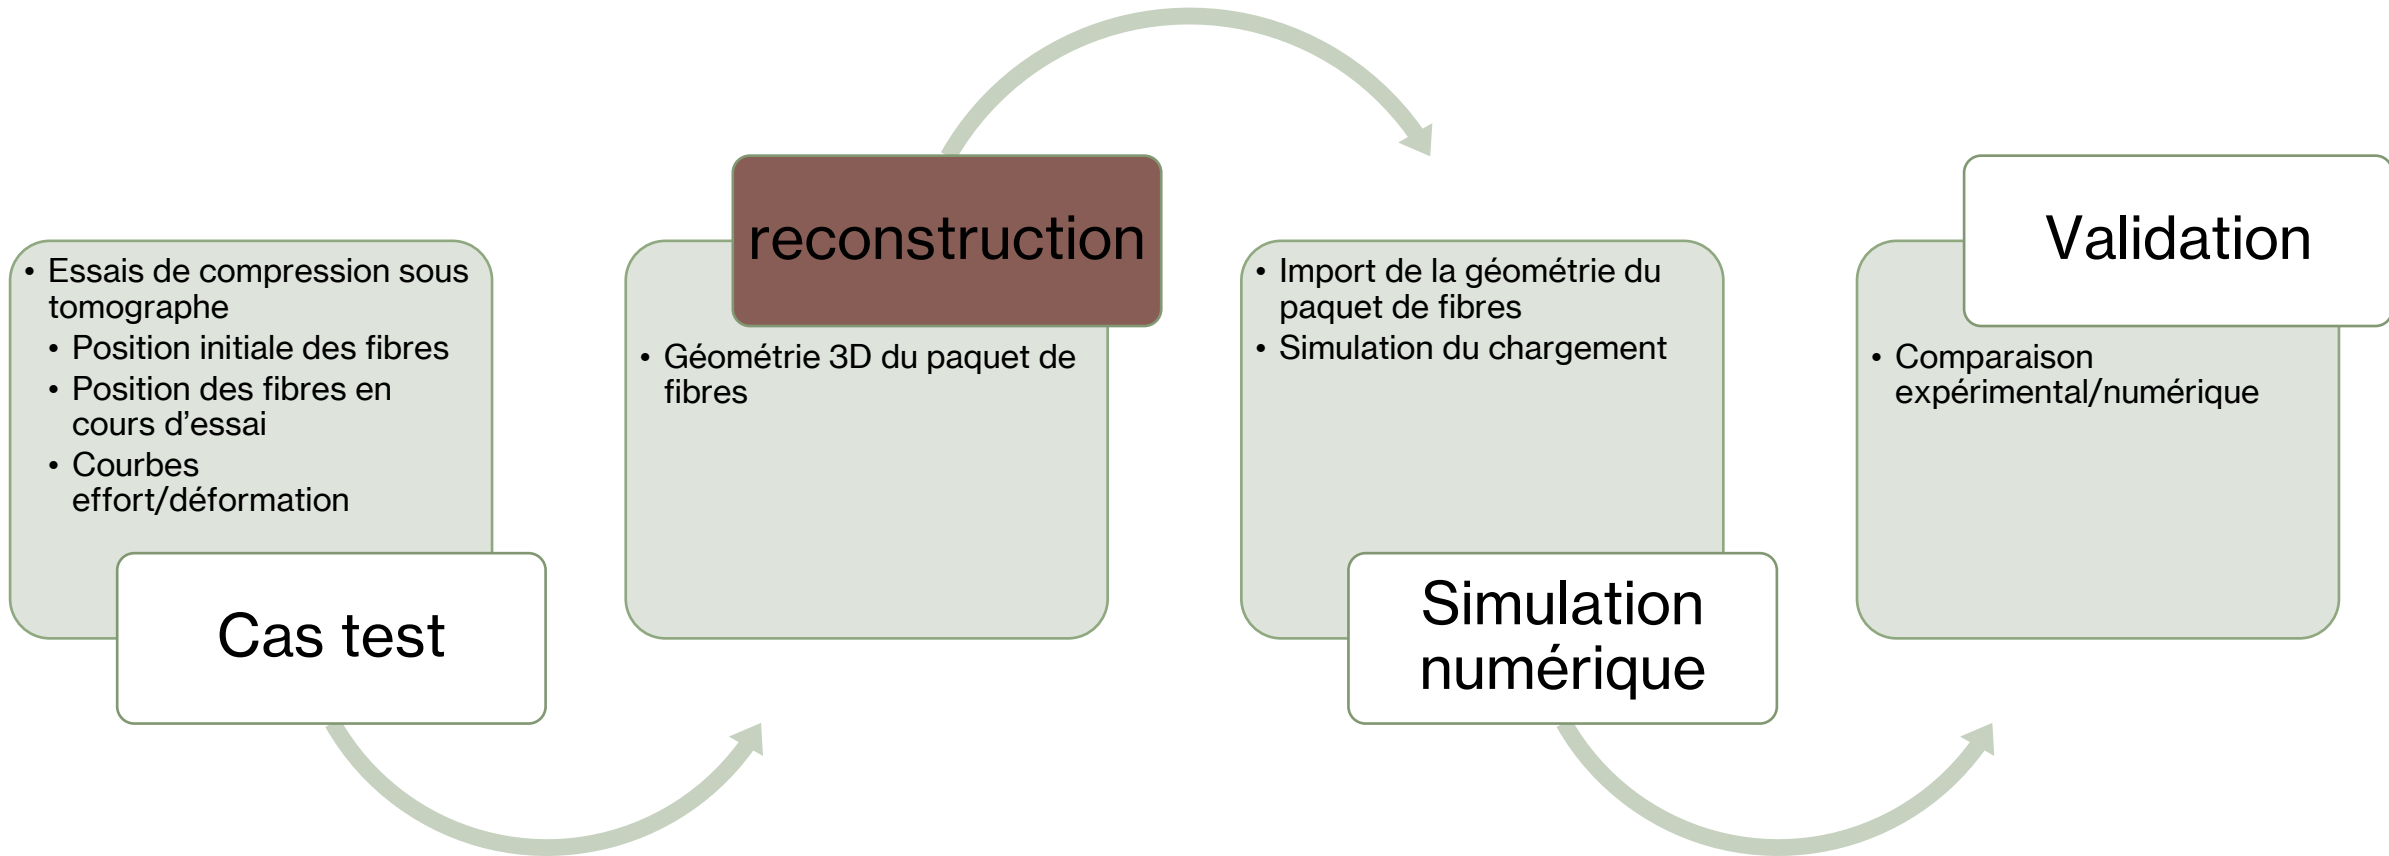 • Essais de compression sous
tomographe
• Position initiale des fibres
• Position des fibres en
cours d’essai
• Courbes
effort/déformation
Cas test
reconstruction
• Géométrie 3D du paquet de
fibres
• Import de la géométrie du
paquet de fibres
• Simulation du chargement
Simulation
numérique
Validation
• Comparaison
expérimental/numérique